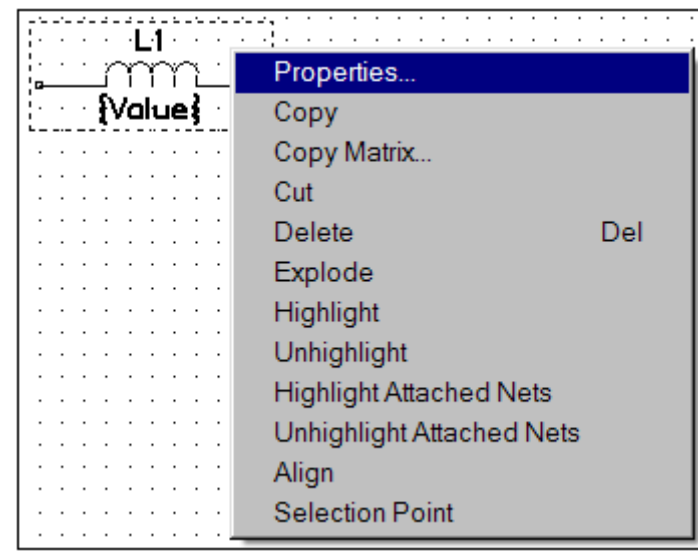 L1
{Value}
Properties...
Copy
Copy Matrix...
Cut
Delete Del
Explode
Highlight
Unhighlight
Highlight Attached Nets
Unhighlight Attached Nets
Align
Selection Point